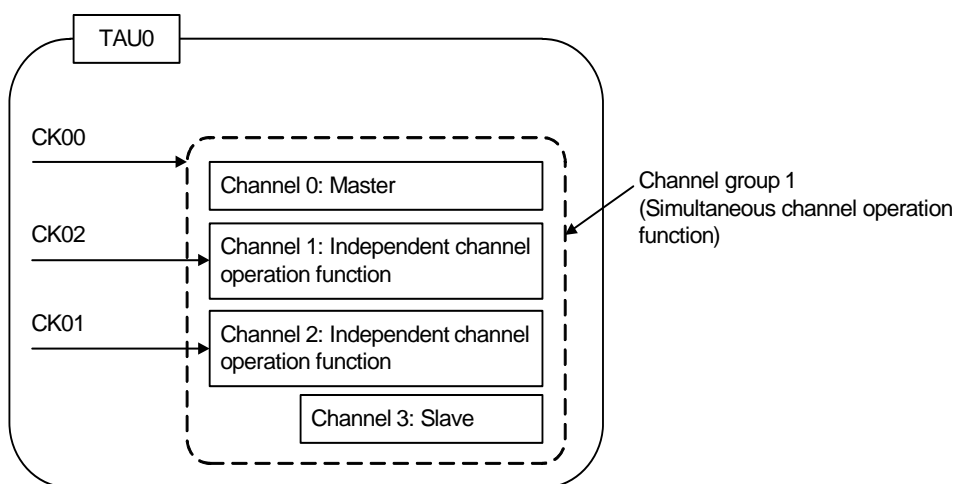 TAU0
CK00
Channel 0: Master
Channel group 1
(Simultaneous channel operation
function)
CK02
Channel 1: Independent channel
operation function
CK01
Channel 2: Independent channel
operation function
Channel 3: Slave